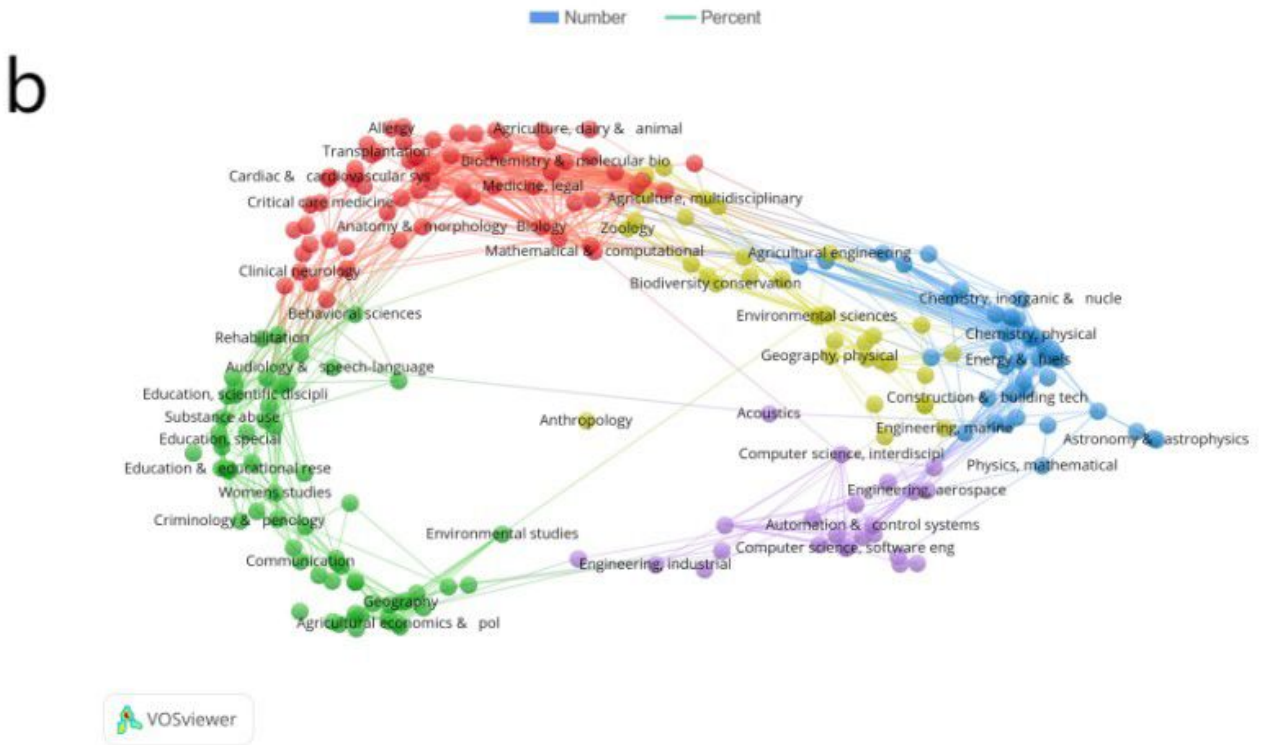 Number Percent
b
Allergy Agriculture, dairy & animal
Transplantation
Biochemistry & molecular bio
Cardiac & cardiovascular sys
Medicine, legal
Critical care medicine
Agriculture, multidisciplinary
Anatomy & morphology Biology Zoology
Mathematical & computational
Agricultural engineering
Clinical neurology
Biodiversity conservation
Chemistry, inorganic & nucle
Behavioral sciences
Environmental sciences
Rehabilitation
Chemistry, physical
Geography, physical
Energy & fuels
Audiology & speech-language
Education, scientific discipli
Construction & building tech
Substance abuse
Acoustics
Anthropology
Engineering, marine
Education, special
Astronomy & astrophysics
Computer science, interdiscipl
Education & educational rese
Physics, mathematical
Womens studies
Engineering, aerospace
Criminology & penology
Automation & control systems
Environmental studies
Computer science, software eng
Communication
Engineering, industrial
Geography
Agricultural economics & pol
VOSviewer